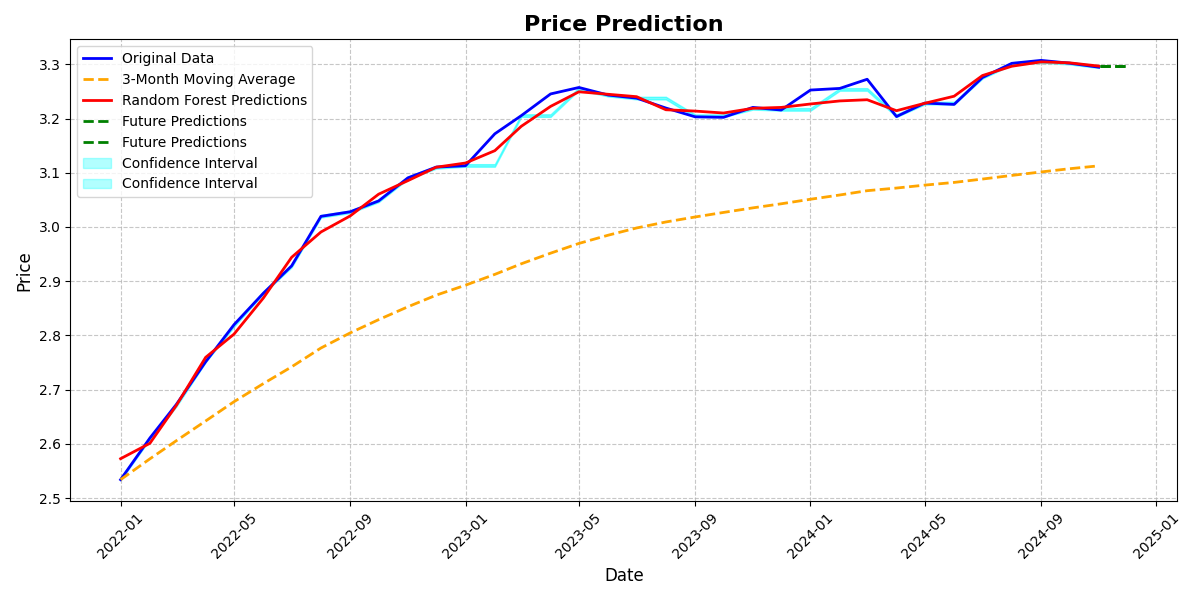 Price Prediction
Original Data
3-Month Moving Average
Random Forest Predictions
Future Predictions
Future Predictions
Confidence Interval
Confidence Interval
Price
3.3
3.2
3.1
3.0
2.9
2.8
2.7
2.6
2.5
2022-01
2022-05
2022-09
2023-01
2023-05
2023-09
2024-01
2024-05
2024-09
2025-01
Date